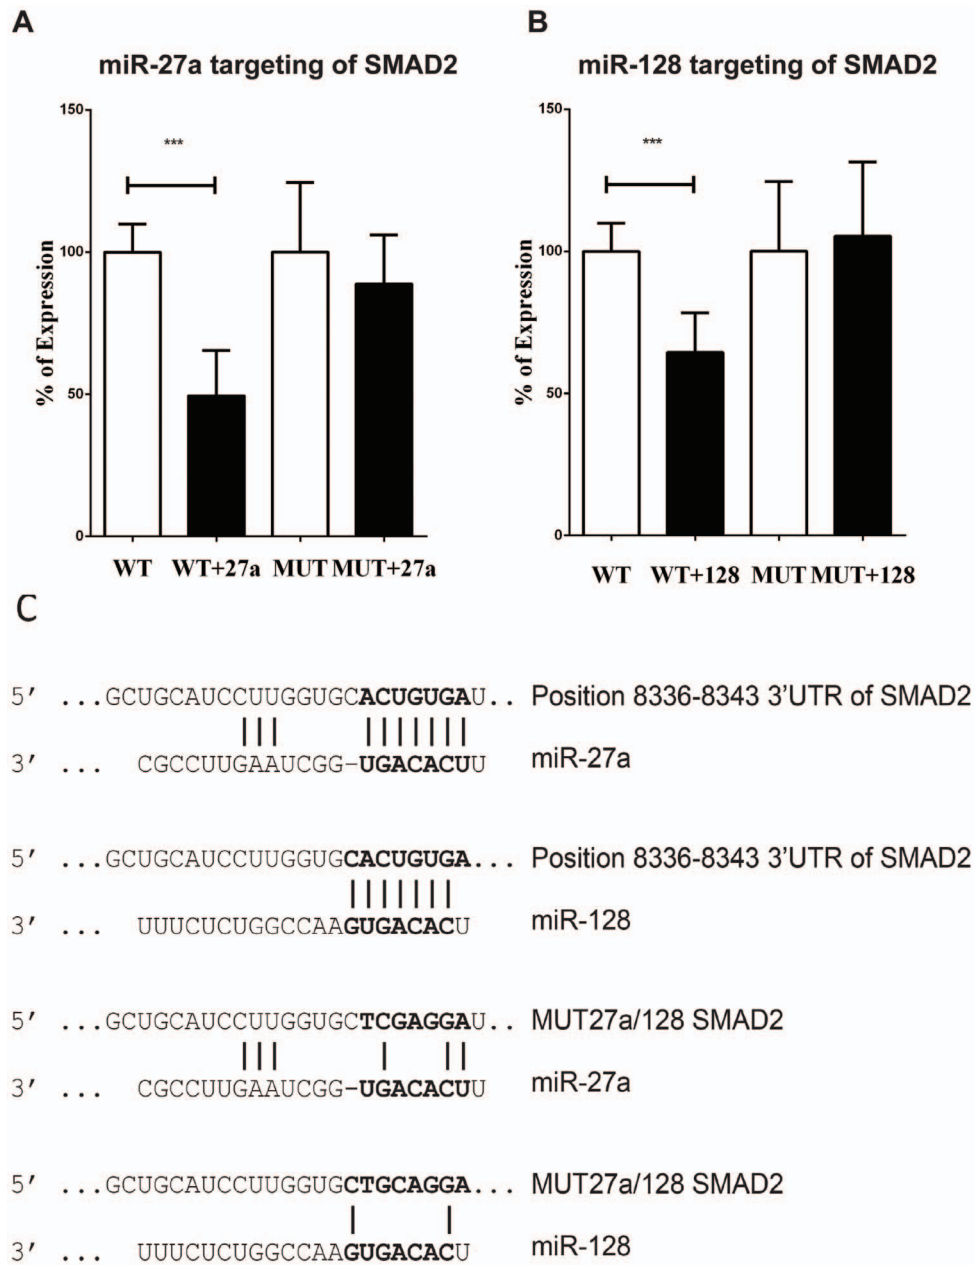 A
miR-27a targeting of SMAD2
150
***
100
50
0
% of Expression
WT WT+27a MUT MUT+27a
B
miR-128 targeting of SMAD2
150
***
100
50
0
% of Expression
WT WT+128 MUT MUT+128
C
5′ ...GCUGCAUCCUUGGUGCACUGUGAU.. Position 8336-8343 3'UTR of SMAD2
3′ ... CGCCUUGAAUCGG-UGACACUU miR-27a
5′ ...GCUGCAUCCUUGGUGCACUGUGA... Position 8336-8343 3'UTR of SMAD2
3′ ... UUUCUCUGGCCAAGUGACACU miR-128
5′ ...GCUGCAUCCUUGGUGCTCGAGGAU.. MUT27a/128 SMAD2
3′ ... CGCCUUGAAUCGG-UGACACUU miR-27a
5′ ...GCUGCAUCCUUGGUGCTGCAGGA... MUT27a/128 SMAD2
3′ ... UUUCUCUGGCCAAGUGACACU miR-128